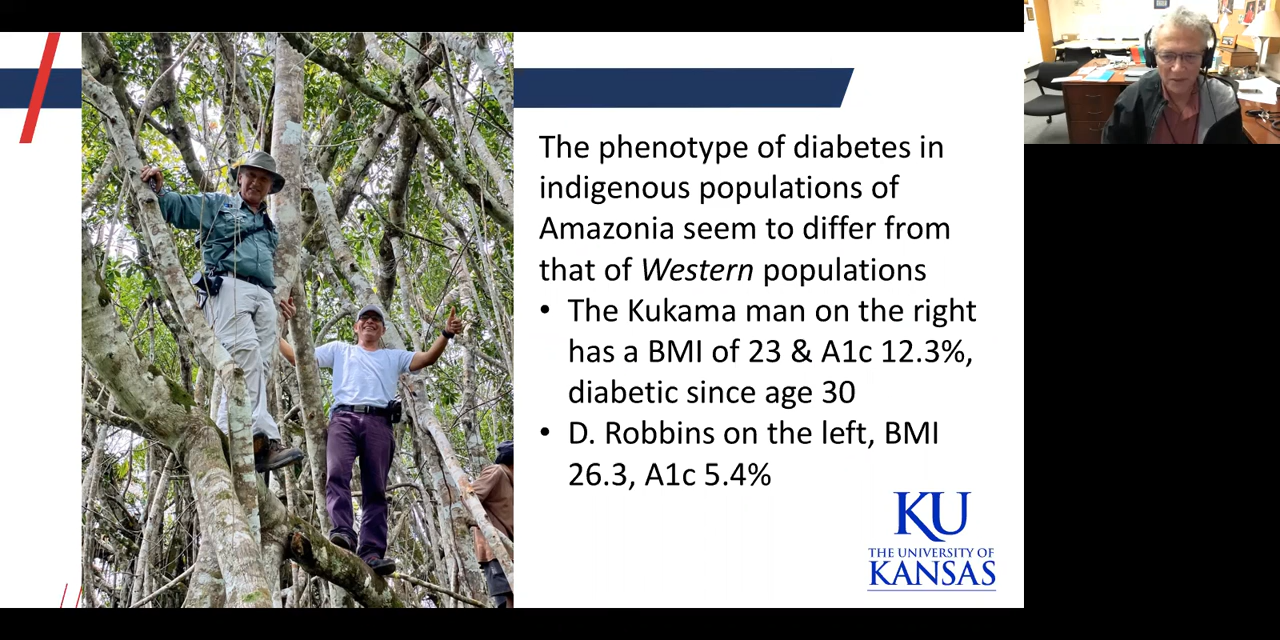 The phenotype of diabetes in
indigenous populations of
Amazonia seem to differ from
that of Western populations
• The Kukama man on the right
has a BMI of 23 & A1c 12.3%,
diabetic since age 30
• D. Robbins on the left, BMI
26.3, A1c 5.4%
KU
THE UNIVERSITY OF
KANSAS